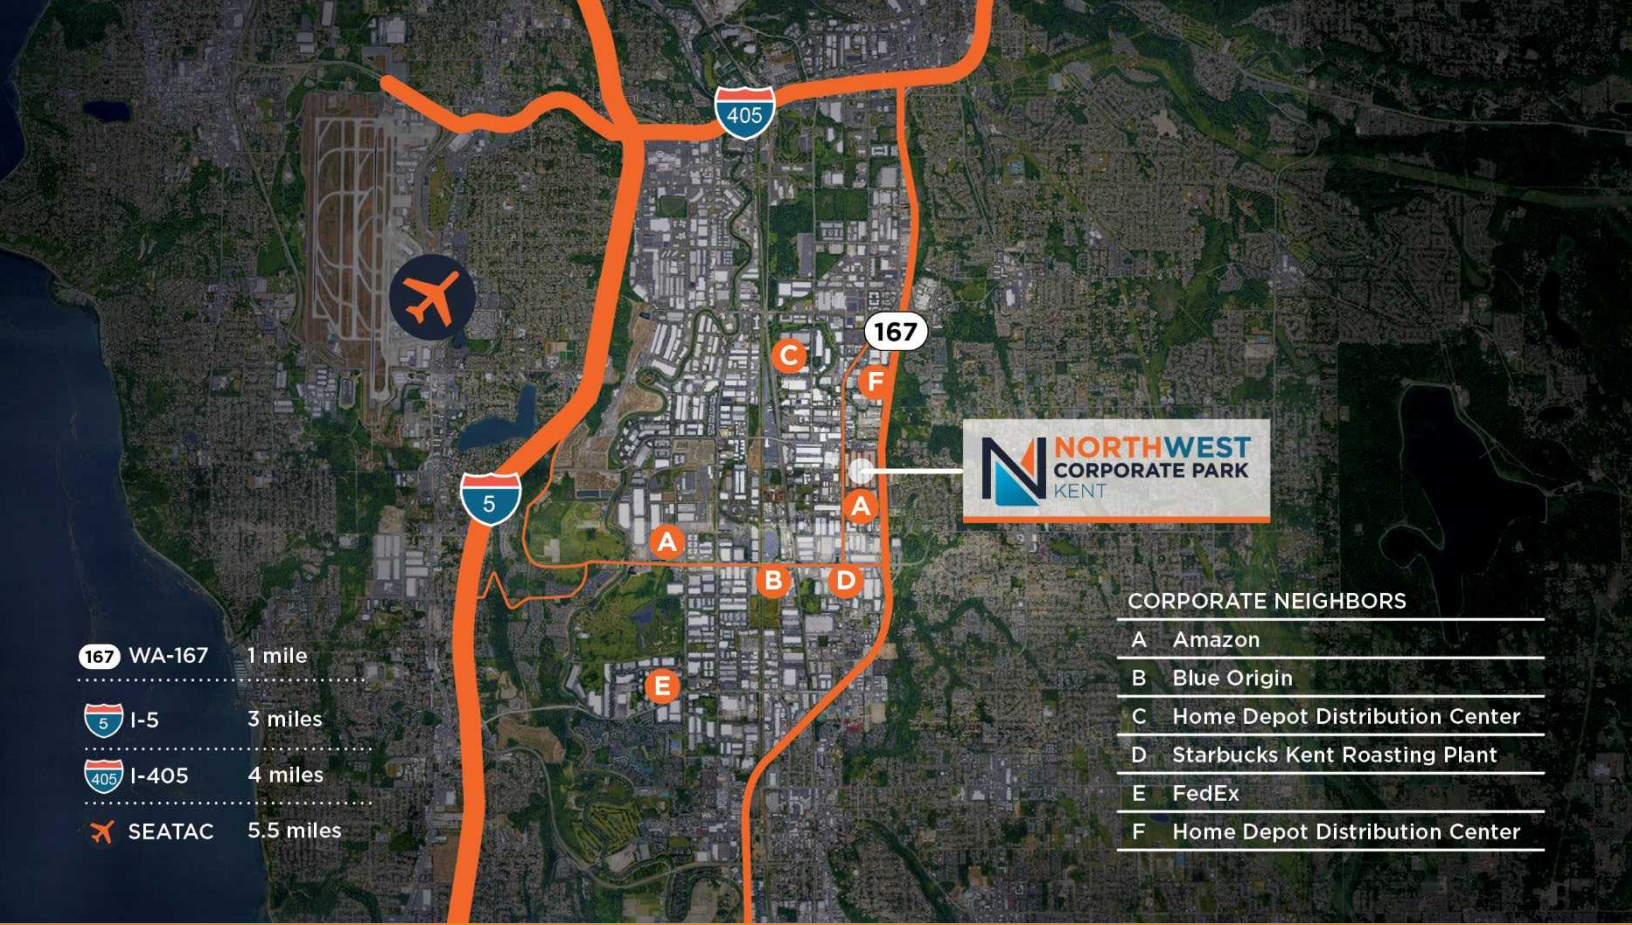 405
167
C
F
NORTHWEST
CORPORATE PARK
KENT
5
A
A
B
D
E
167 WA-167 1 mile
5 I-5 3 miles
405 I-405 4 miles
SEATAC 5.5 miles
CORPORATE NEIGHBORS
A Amazon
B Blue Origin
C Home Depot Distribution Center
D Starbucks Kent Roasting Plant
E FedEx
F Home Depot Distribution Center